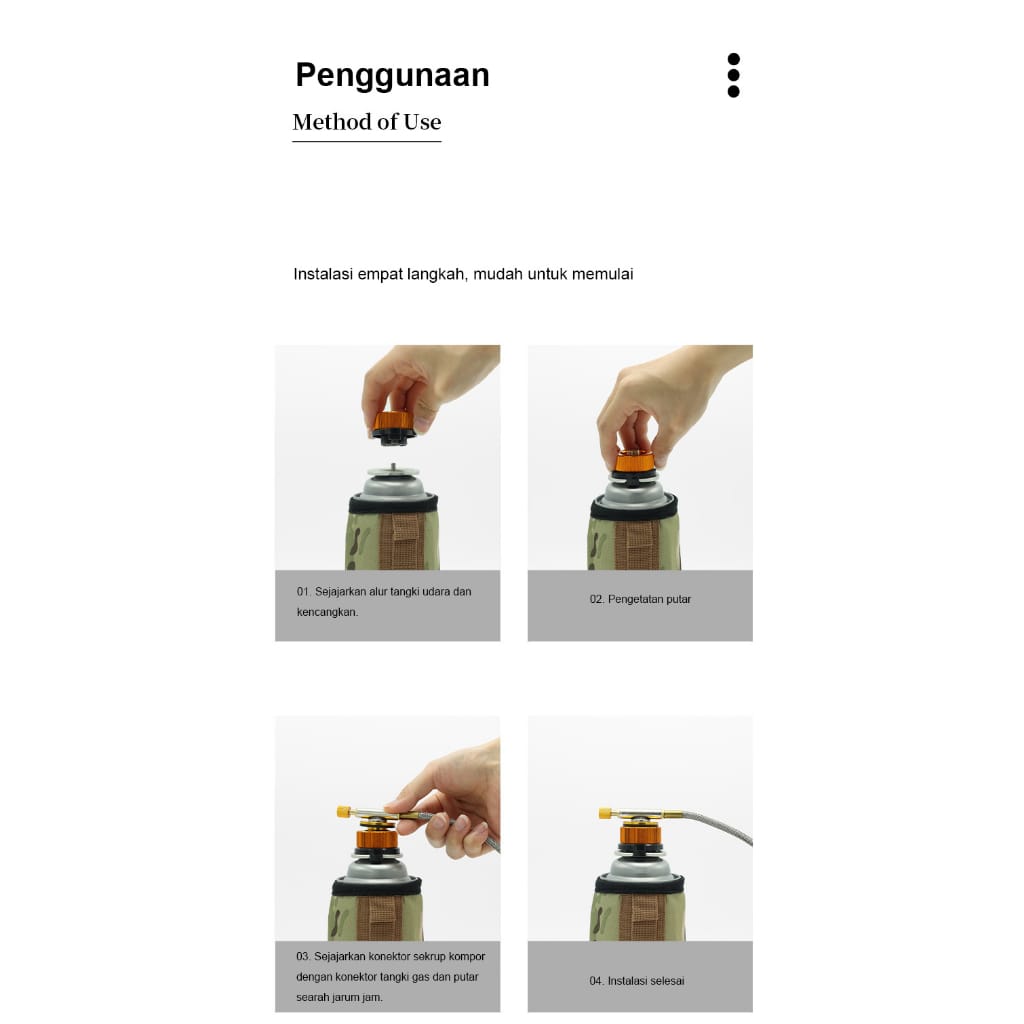 Penggunaan
Method of Use
Instalasi empat langkah, mudah untuk memulai
01. Sejajarkan alur tangki udara dan
kencangkan.
02. Pengetatan putar
03. Sejajarkan konektor sekrup kompor
dengan konektor tangki gas dan putar
searah jarum jam.
04. Instalasi selesai